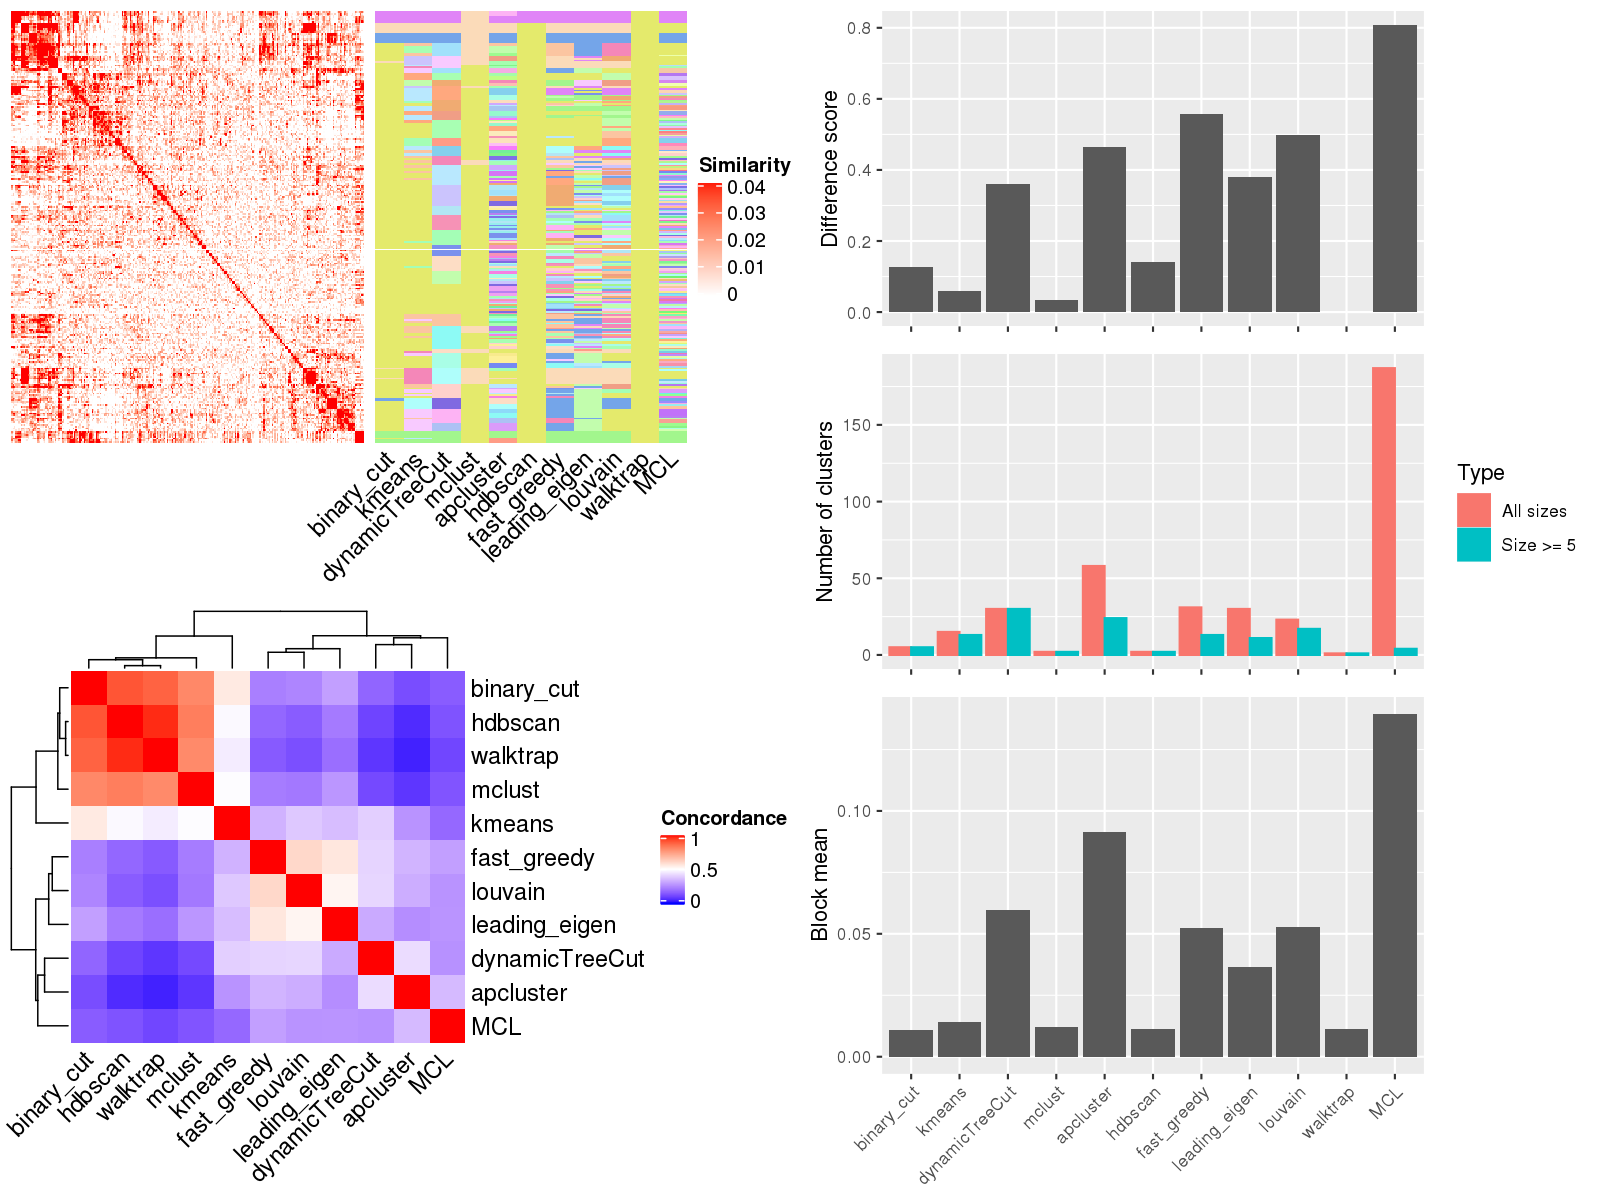 Similarity
0.04
0.03
0.02
0.01
0
binary_cut
kmeans
dynamicTreeCut
mclust
apcluster
hdbscan
fast_greedy
leading_eigen
louvain
walktrap
MCL
binary_cut
hdbscan
walktrap
mclust
kmeans
fast_greedy
louvain
leading_eigen
dynamicTreeCut
apcluster
MCL
Concordance
1
0.5
0
binary_cut
hdbscan
walktrap
mclust
kmeans
fast_greedy
louvain
leading_eigen
dynamicTreeCut
apcluster
MCL
Difference score
0.8
0.6
0.4
0.2
0.0
Number of clusters
150
100
50
0
Type
All sizes
Size >= 5
Block mean
0.10
0.05
0.00
binary_cut
kmeans
dynamicTreeCut
mclust
apcluster
hdbscan
fast_greedy
leading_eigen
louvain
walktrap
MCL